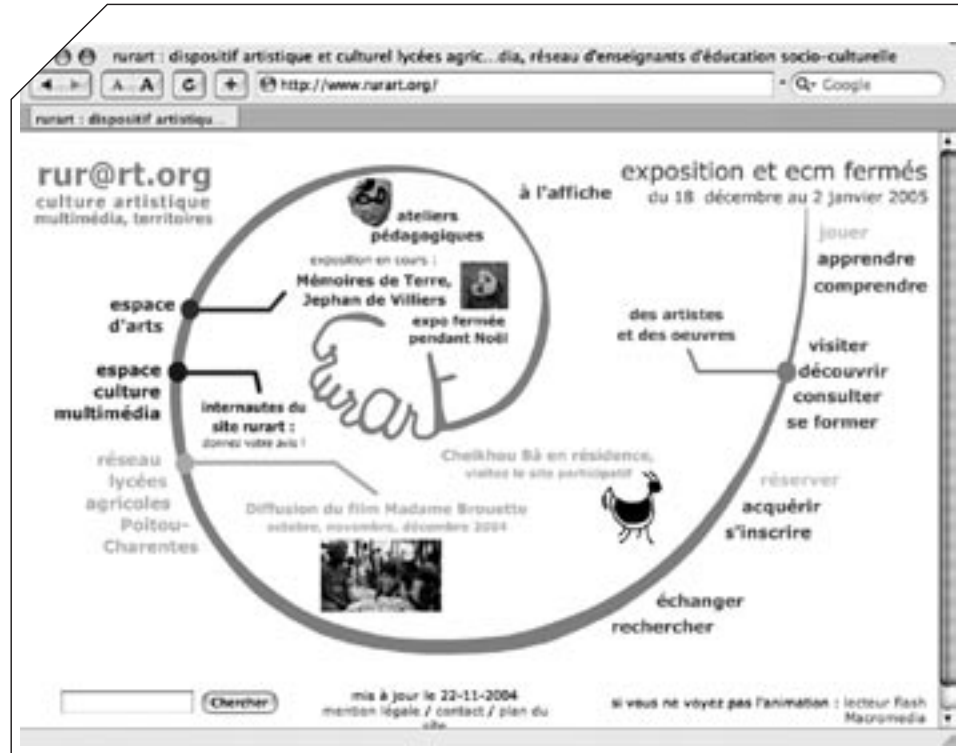 rurart : dispositif artistique et culturel lycées agric...dia, réseau d'enseignants d'éducation socio-culturelle
A A
http://www.rurart.org/
Google
rurart : dispositif artistiqu...
rur@rt.org
culture artistique
multimédia, territoires
exposition et ecm fermés
du 18 décembre au 2 janvier 2005
à l'affiche
ateliers
pédagogiques
exposition en cours :
Mémoires de Terre,
Jephan de Villiers
expo fermée
pendant Noël
espace
d'arts
espace
culture
multimédia
internautes du
site rurart :
donnez votre avis !
réseau
lycées
agricoles
Poitou-
Charentes
rurart
Cheikhou Bâ en résidence,
visitez le site participatif
Diffusion du film Madame Brouette
octobre, novembre, décembre 2004
jouer
apprendre
comprendre
des artistes
et des oeuvres
visiter
découvrir
consulter
se former
réserver
acquérir
s'inscrire
échanger
rechercher
Chercher
mis à jour le 22-11-2004
mention légale / contact / plan du
site
si vous ne voyez pas l'animation : lecteur flash
Macromedia